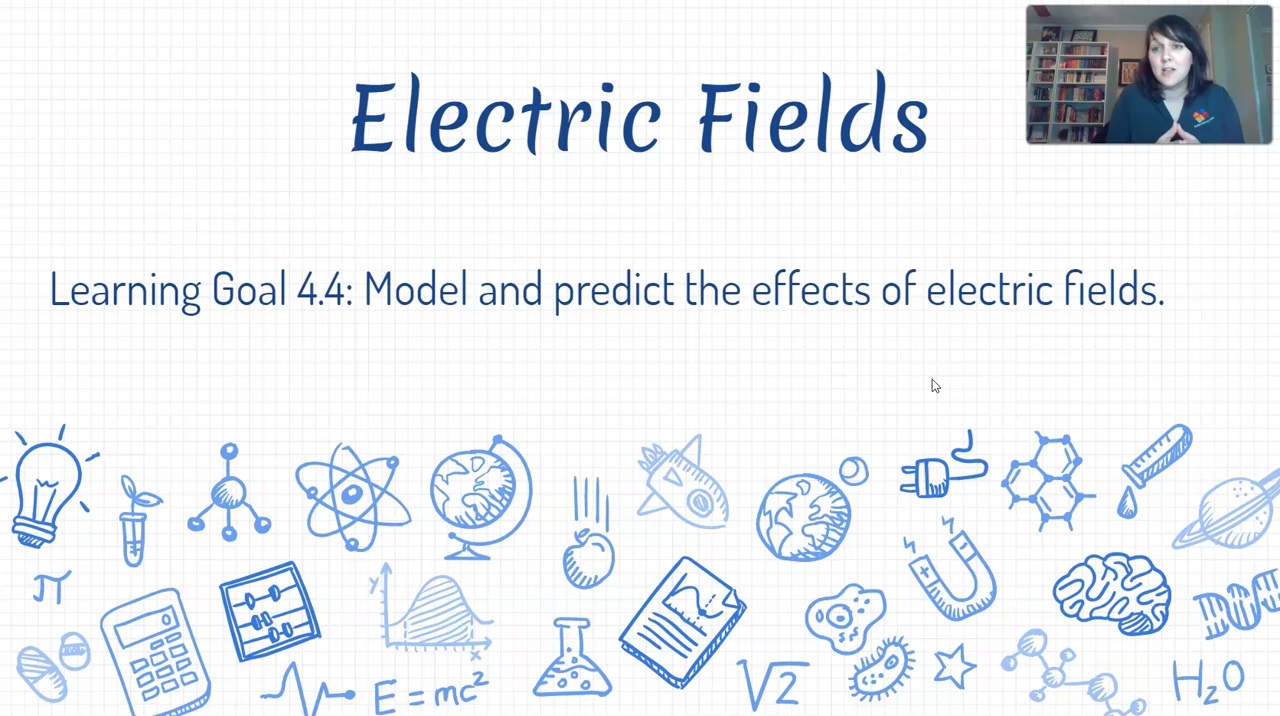 Electric Fields
Learning Goal 4.4: Model and predict the effects of electric fields.
π
y
x
E = mc²
√2
H₂O